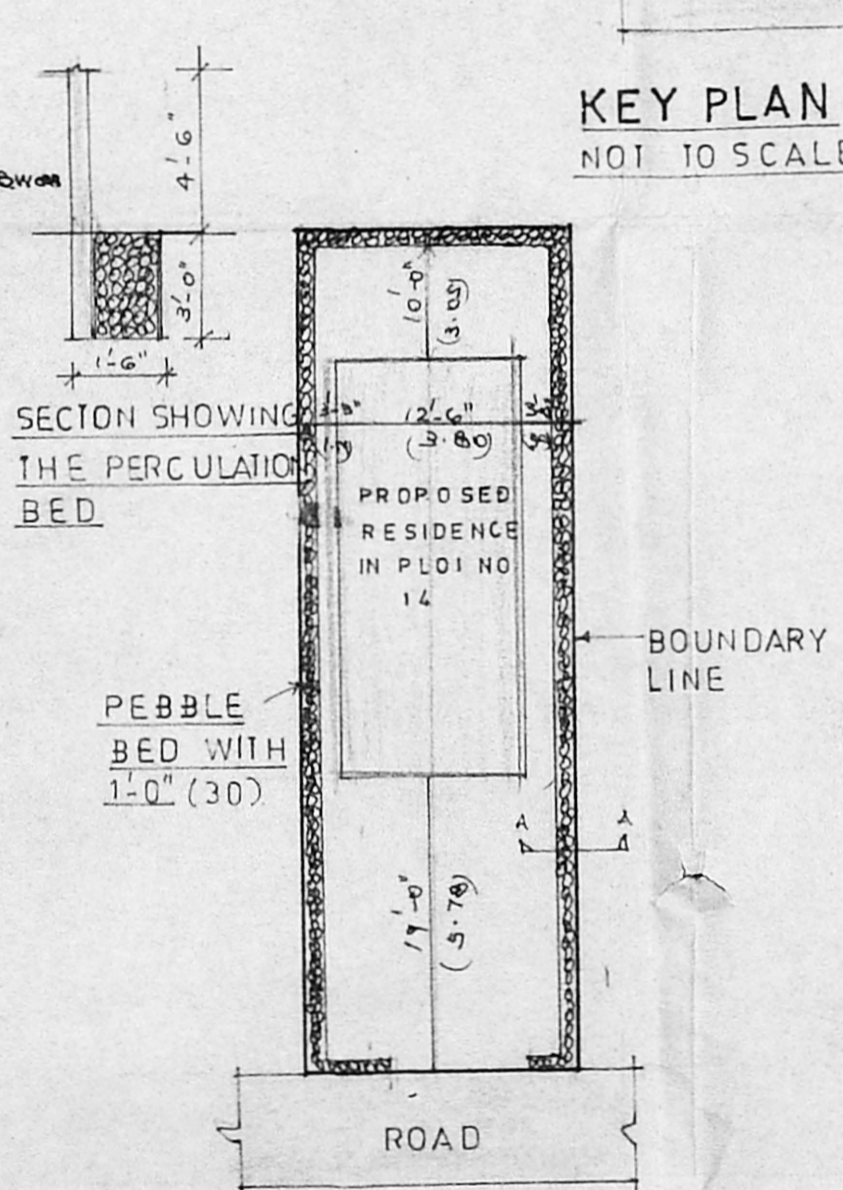 KEY PLAN
NOT TO SCALE
4'-6"
3'-0"
1'-6"
SECTON SHOWING
THE PERCULATION
BED
10'-0"
(3.05)
12'-6"
(3.80)
PROPOSED
RESIDENCE
IN PLOT NO
14
BOUNDARY
LINE
PEBBLE
BED WITH
1'-0" (30)
A A
19'-0"
(5.78)
ROAD